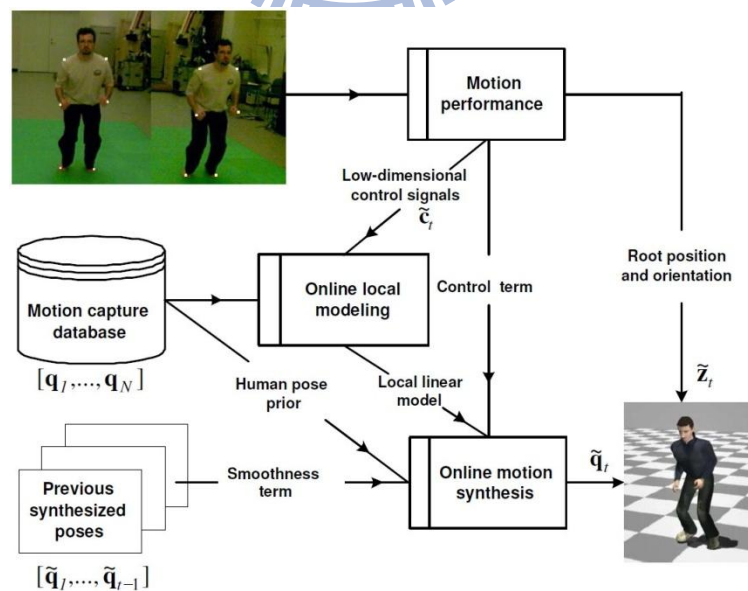 Motion
performance
Low-dimensional
control signals
c̃ₜ
Root position
and orientation
Online local
modeling
Control term
Motion capture
database
[q₁,...,q_N]
Human pose
prior
Local linear
model
z̃ₜ
Previous
synthesized
poses
Smoothness
term
Online motion
synthesis
q̃ₜ
[q̃₁,...,q̃ₜ₋₁]